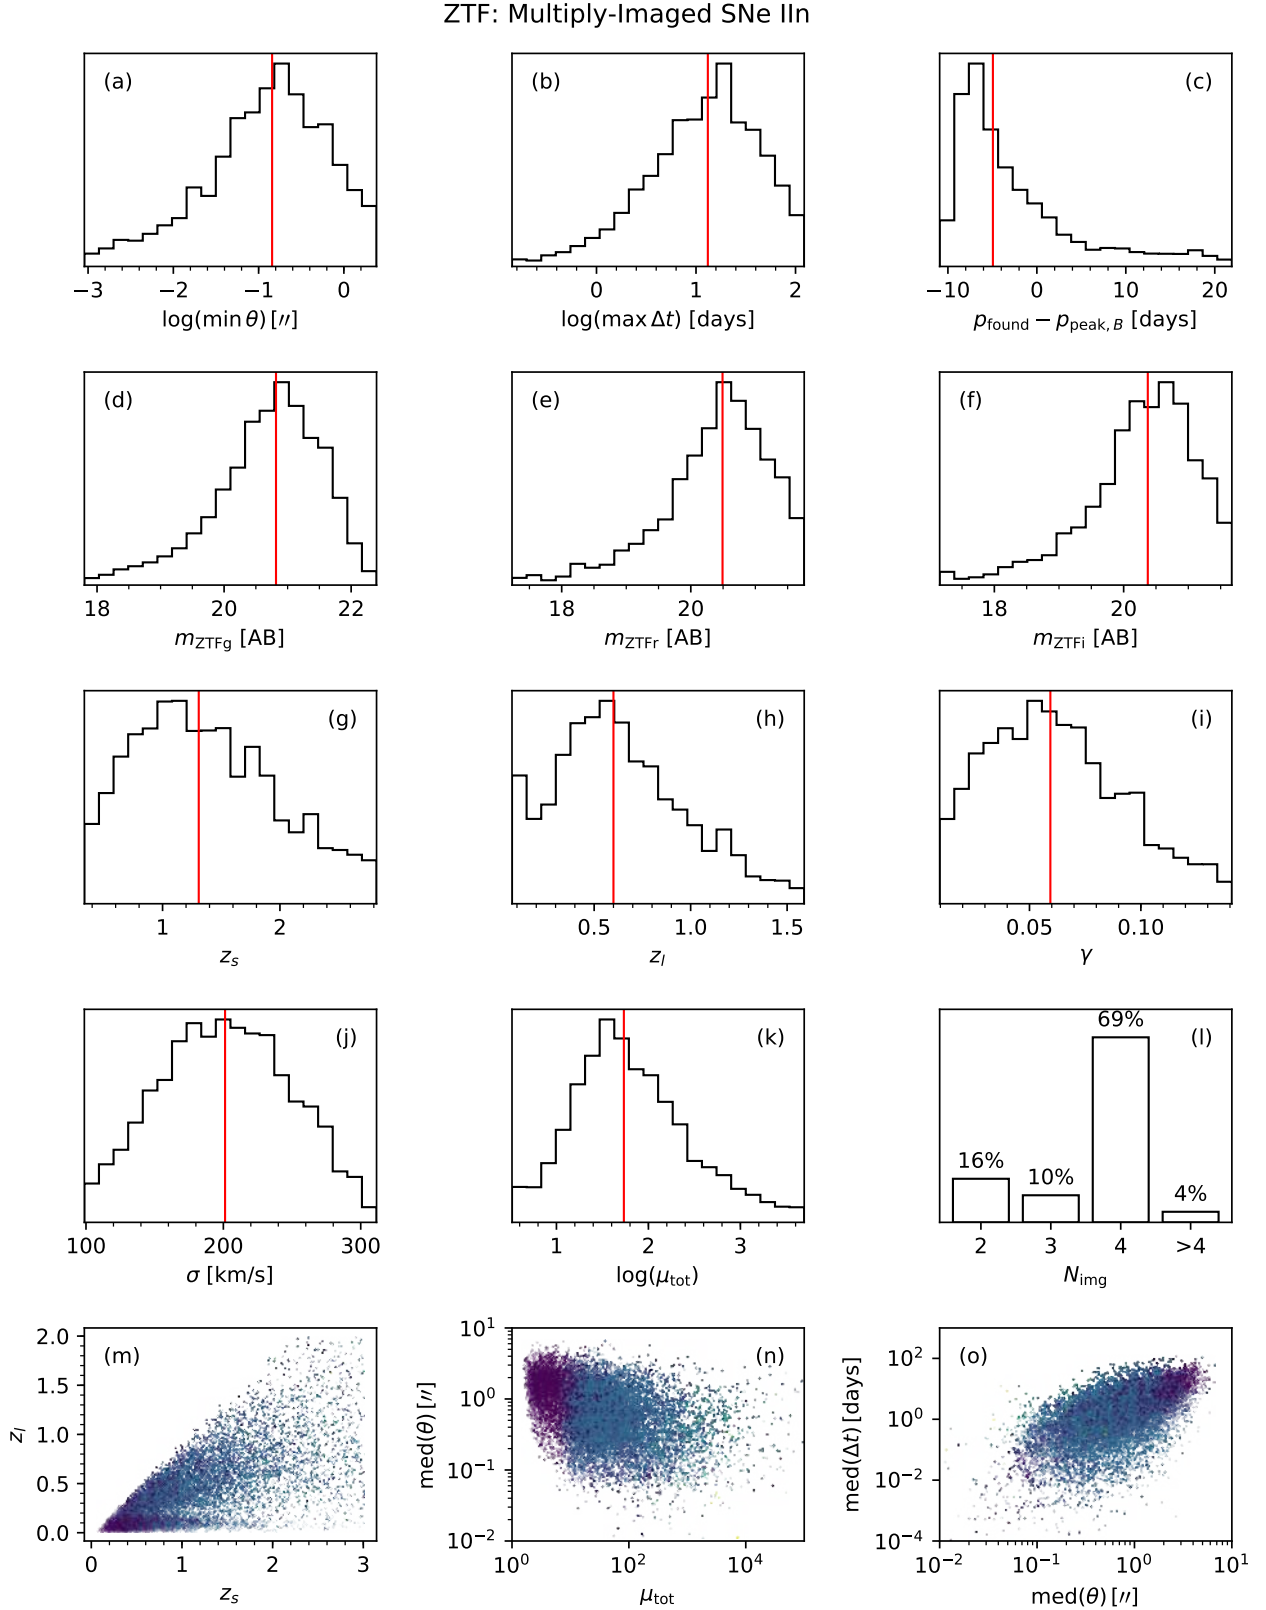 ZTF: Multiply-Imaged SNe IIn
(a)
(b)
(c)
−3 −2 −1 0
0 1 2
−10 0 10 20
log(min θ) [″]
log(max Δt) [days]
p_found − p_peak, B [days]
(d)
(e)
(f)
18 20 22
18 20
18 20
m_ZTFg [AB]
m_ZTFr [AB]
m_ZTFi [AB]
(g)
(h)
(i)
1 2
0.5 1.0 1.5
0.05 0.10
z_s
z_l
γ
(j)
(k)
(l)
69%
16%
10%
4%
100 200 300
1 2 3
2 3 4 >4
σ [km/s]
log(μ_tot)
N_img
(m)
2.0
1.5
1.0
0.5
0.0
z_l
0 1 2 3
z_s
(n)
10^1
10^0
10^−1
10^−2
med(θ) [″]
10^0 10^2 10^4
μ_tot
(o)
10^2
10^0
10^−2
10^−4
med(Δt) [days]
10^−2 10^−1 10^0 10^1
med(θ) [″]